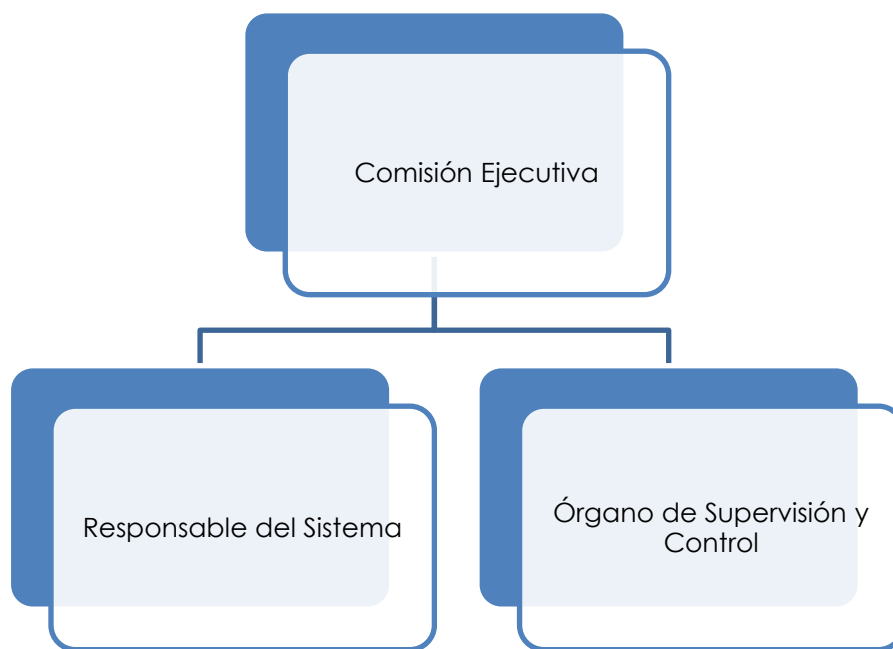 Comisión Ejecutiva
Responsable del Sistema
Órgano de Supervisión y
Control